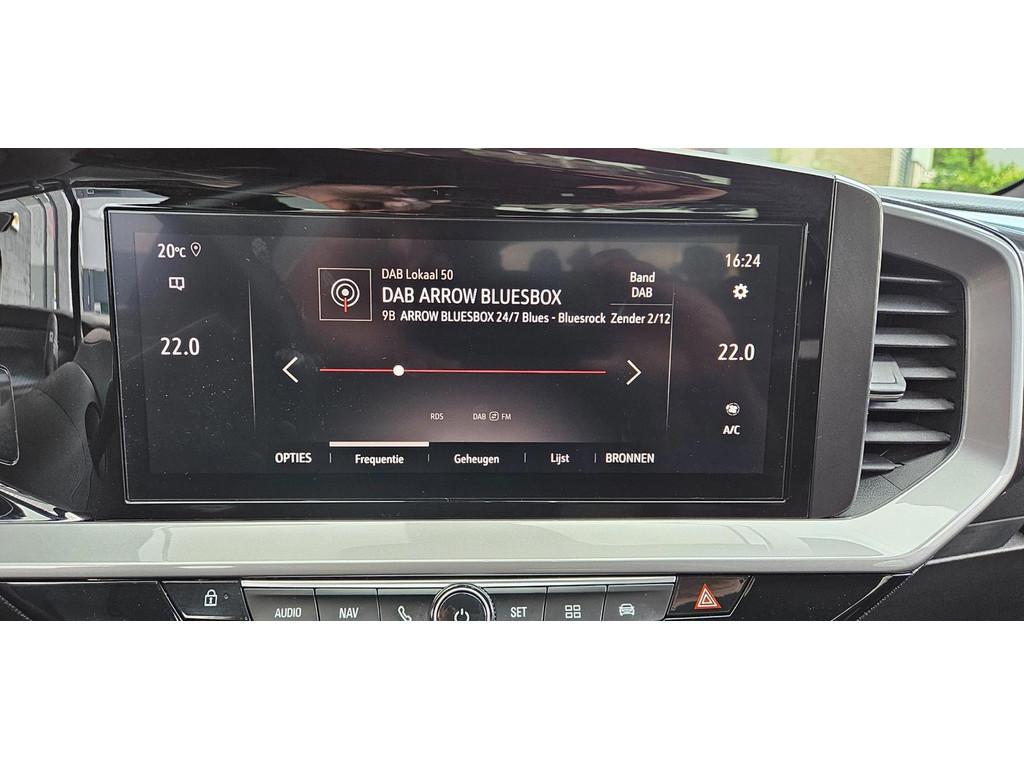 20°C
16:24
DAB Lokaal 50
DAB ARROW BLUESBOX
9B ARROW BLUESBOX 24/7 Blues - Bluesrock
Band
DAB
Zender 2/12
22.0
22.0
RDS
DAB FM
A/C
OPTIES
Frequentie
Geheugen
Lijst
BRONNEN
AUDIO
NAV
SET